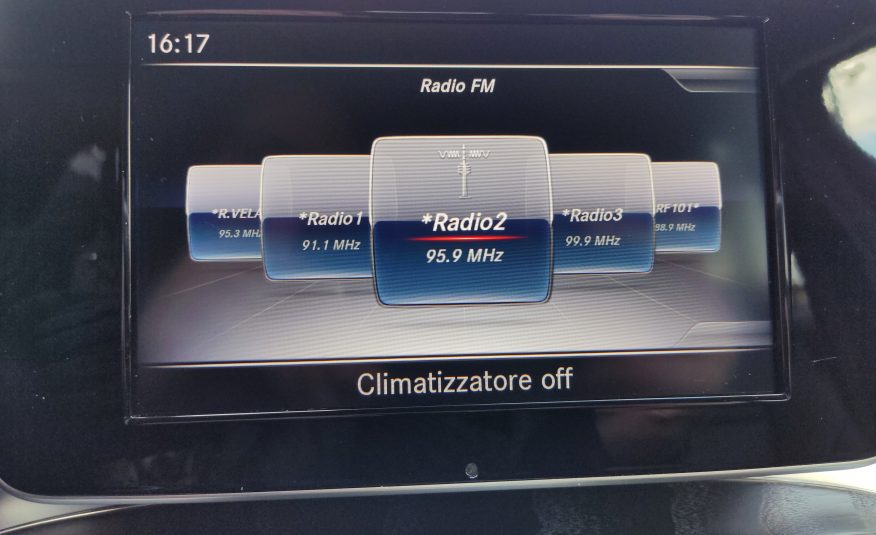 16:17
Radio FM
*R.VELA
95.3 MHz
*Radio1
91.1 MHz
*Radio2
95.9 MHz
*Radio3
99.9 MHz
RF101*
88.9 MHz
Climatizzatore off